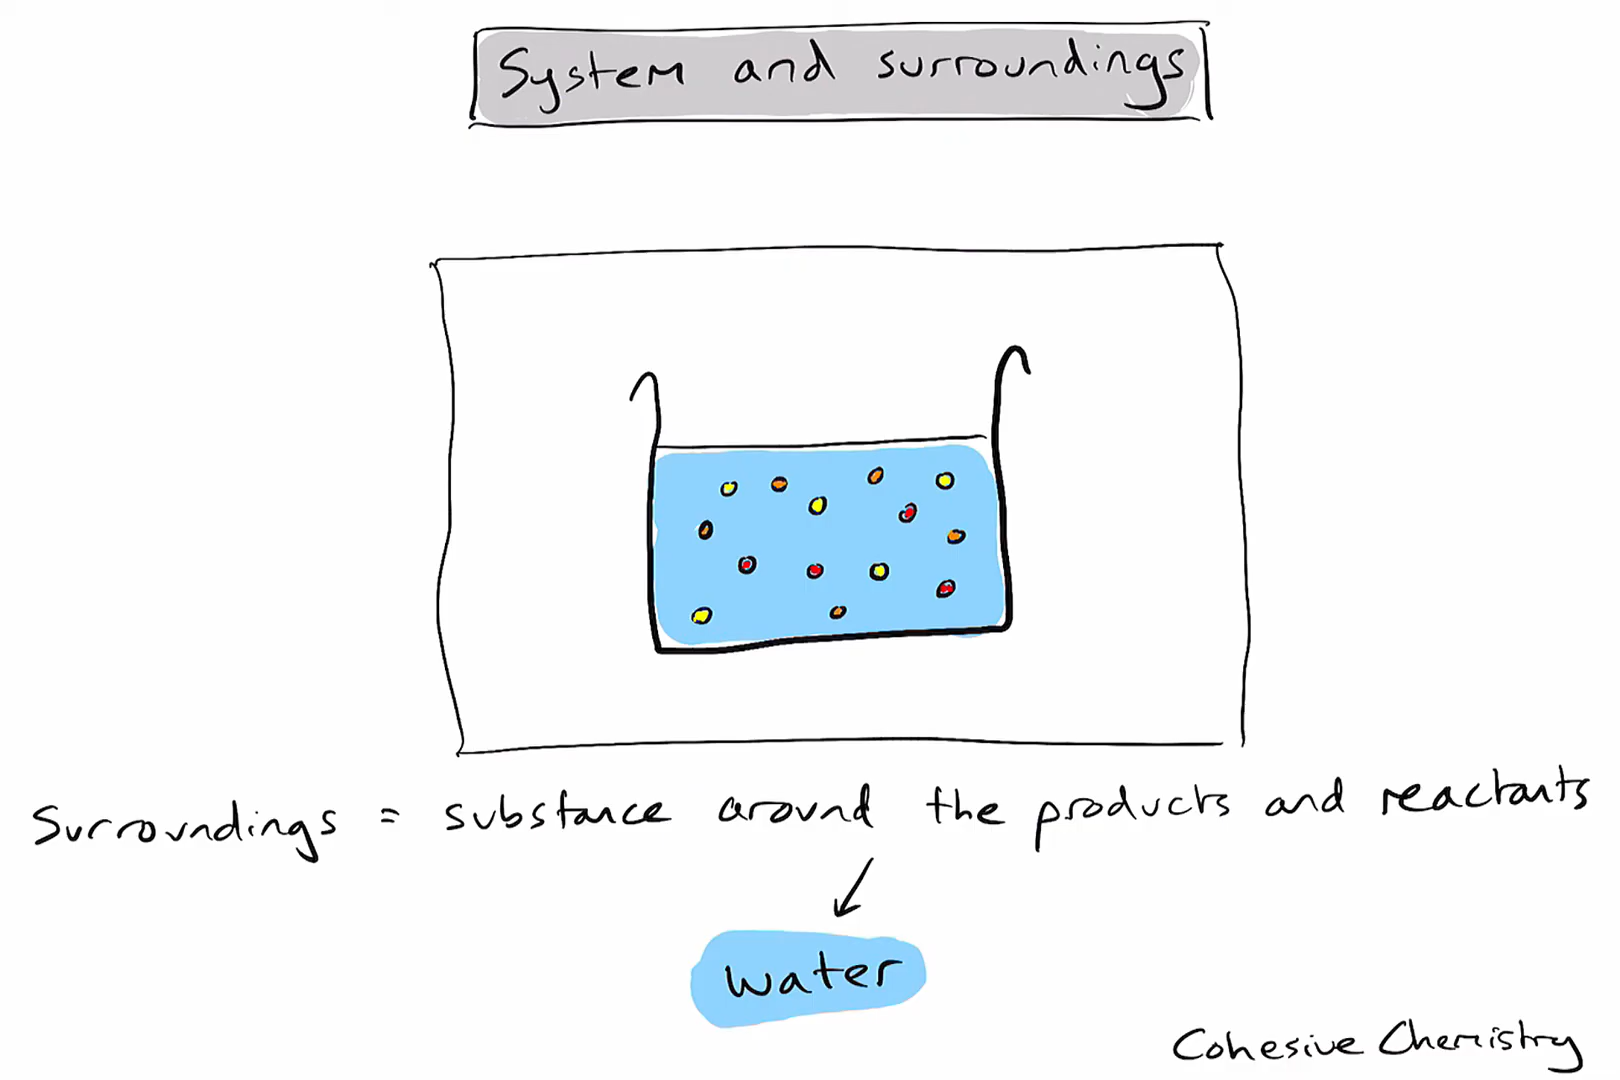 System and surroundings
Surroundings = substance around the products and reactants
water
Cohesive Chemistry